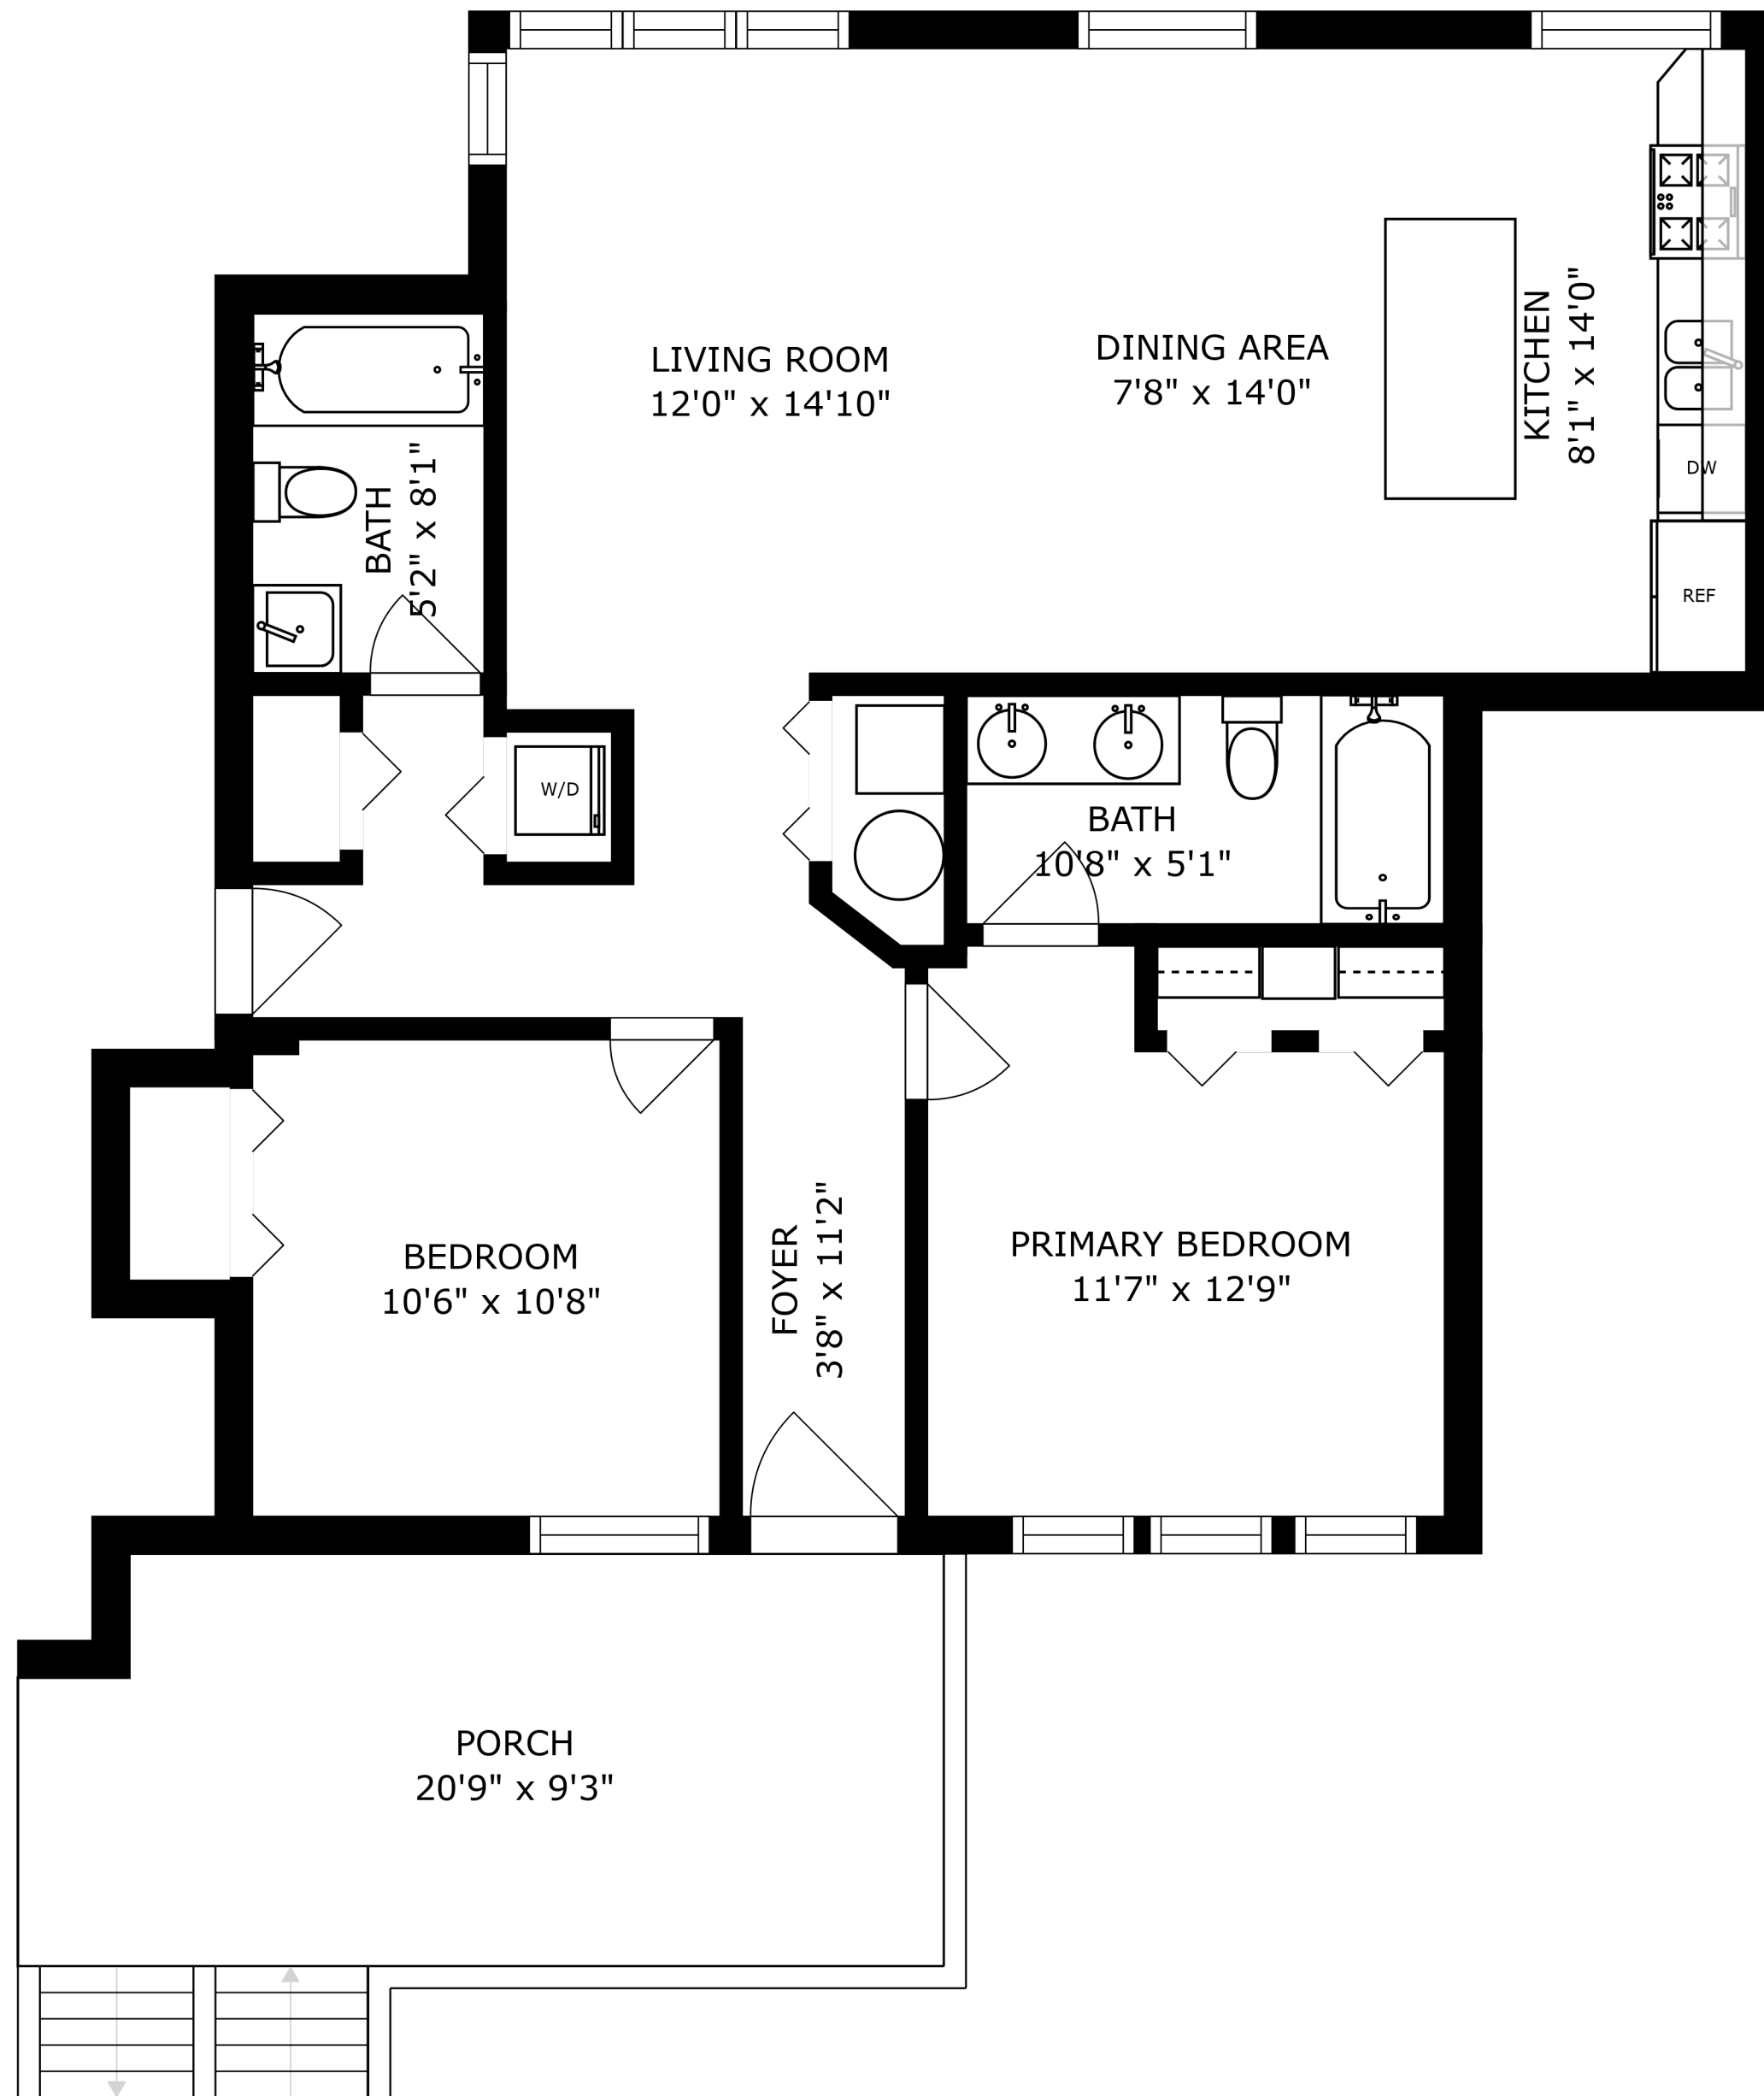 LIVING ROOM
12'0" x 14'10"
DINING AREA
7'8" x 14'0"
KITCHEN
8'1" x 14'0"
DW
REF
BATH
5'2" x 8'1"
W/D
BATH
10'8" x 5'1"
BEDROOM
10'6" x 10'8"
FOYER
3'8" x 11'2"
PRIMARY BEDROOM
11'7" x 12'9"
PORCH
20'9" x 9'3"